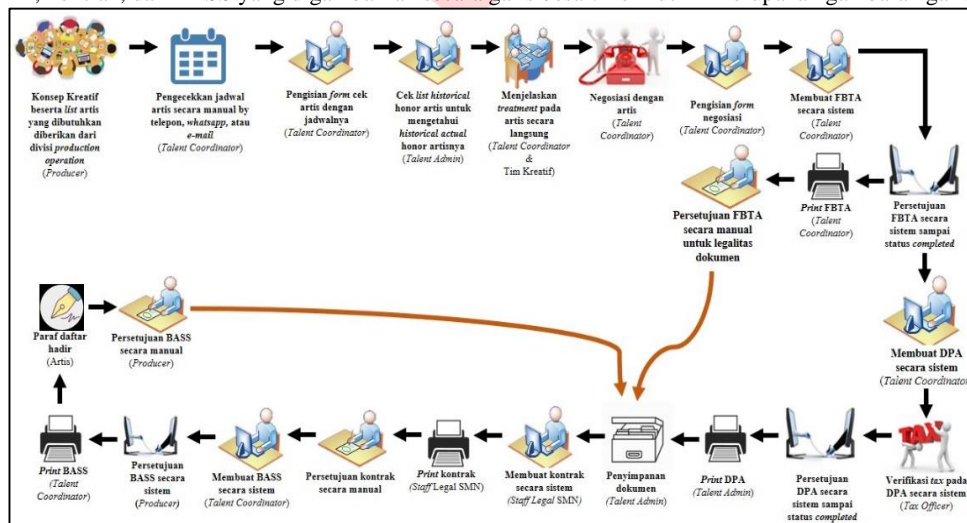 Konsep Kreatif
beserta list artis
yang dibutuhkan
diberikan dari
divisi production
operation
(Producer)
Pengecekkan jadwal
artis secara manual by
telepon, whatsapp, atau
e-mail
(Talent Coordinator)
Pengisian form cek
artis dengan
jadwalnya
(Talent Coordinator)
Cek list historical
honor artis untuk
mengetahui
historical actual
honor artisnya
(Talent Admin)
Menjelaskan
treatment pada
artis secara
langsung
(Talent Coordinator
&
Tim Kreatif)
Negosiasi dengan
artis
(Talent
Coordinator)
Pengisian form
negosiasi
(Talent Coordinator)
Membuat FBTA
secara sistem
(Talent
Coordinator)
Persetujuan
FBTA secara
sistem sampai
status completed
Print FBTA
(Talent
Coordinator)
Persetujuan FBTA
secara manual
untuk legalitas
dokumen
Membuat DPA
secara sistem
(Talent Coordinator)
TAX
Verifikasi tax pada
DPA secara sistem
(Tax Officer)
Persetujuan
DPA secara
sistem sampai
status completed
Print DPA
(Talent Admin)
Penyimpanan
dokumen
(Talent Admin)
Membuat kontrak
secara sistem
(Staff Legal SMN)
Print kontrak
(Staff Legal SMN)
Persetujuan
kontrak secara
manual
Membuat BASS
secara sistem
(Talent Coordinator)
Persetujuan
BASS secara
sistem
(Producer)
Print BASS
(Talent
Coordinator)
Paraf daftar
hadir
(Artis)
Persetujuan BASS
secara manual
(Producer)